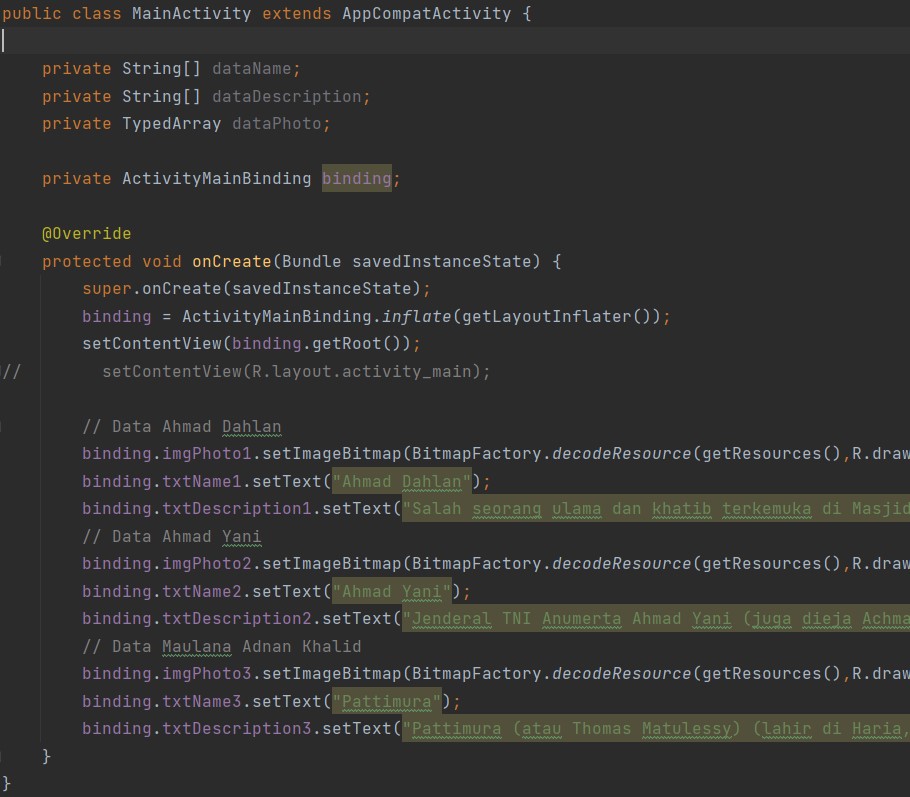 public class MainActivity extends AppCompatActivity {
private String[] dataName;
private String[] dataDescription;
private TypedArray dataPhoto;
private ActivityMainBinding binding;
@Override
protected void onCreate(Bundle savedInstanceState) {
super.onCreate(savedInstanceState);
binding = ActivityMainBinding.inflate(getLayoutInflater());
setContentView(binding.getRoot());
// setContentView(R.layout.activity_main);
// Data Ahmad Dahlan
binding.imgPhoto1.setImageBitmap(BitmapFactory.decodeResource(getResources(),R.draw
binding.txtName1.setText("Ahmad Dahlan");
binding.txtDescription1.setText("Salah seorang ulama dan khatib terkemuka di Masjid
// Data Ahmad Yani
binding.imgPhoto2.setImageBitmap(BitmapFactory.decodeResource(getResources(),R.draw
binding.txtName2.setText("Ahmad Yani");
binding.txtDescription2.setText("Jenderal TNI Anumerta Ahmad Yani (juga dieja Achma
// Data Maulana Adnan Khalid
binding.imgPhoto3.setImageBitmap(BitmapFactory.decodeResource(getResources(),R.draw
binding.txtName3.setText("Pattimura");
binding.txtDescription3.setText("Pattimura (atau Thomas Matulessy) (lahir di Haria,
}
}